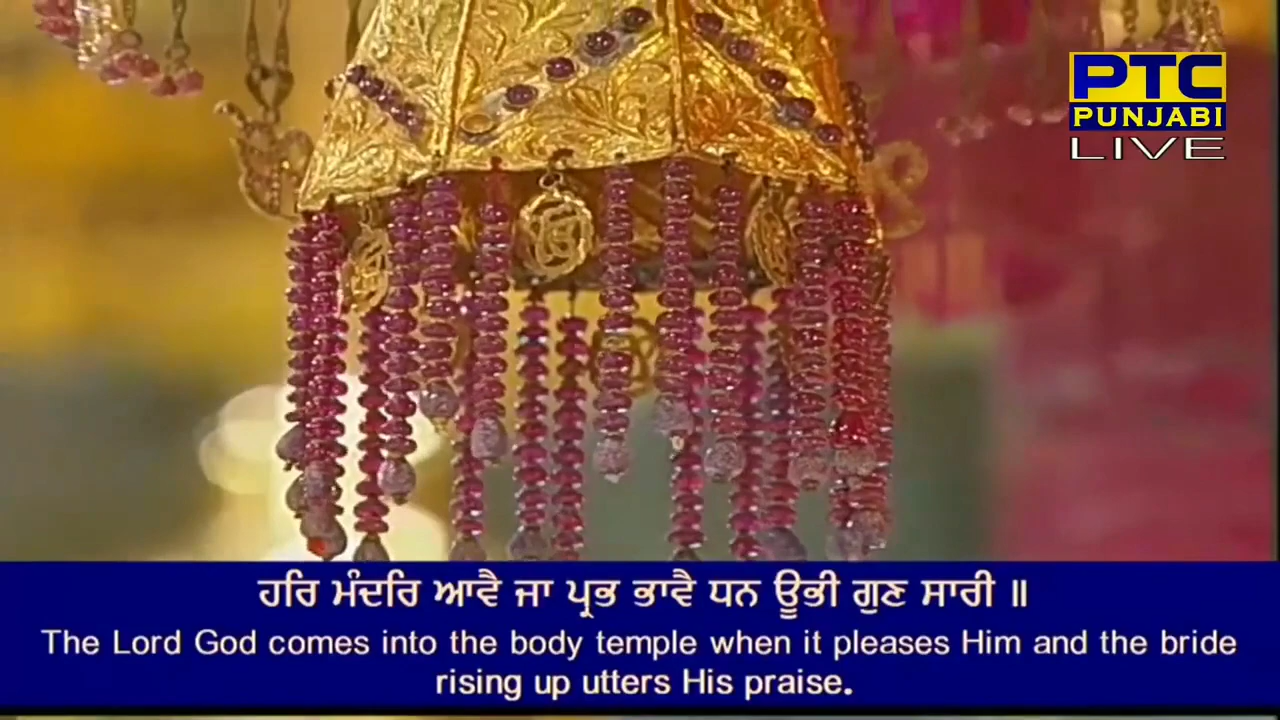 PTC
PUNJABI
LIVE
ਹਰਿ ਮੰਦਰਿ ਆਵੈ ਜਾ ਪ੍ਰਭ ਭਾਵੈ ਧਨ ਊਭੀ ਗੁਣ ਸਾਰੀ ॥
The Lord God comes into the body temple when it pleases Him and the bride
rising up utters His praise.